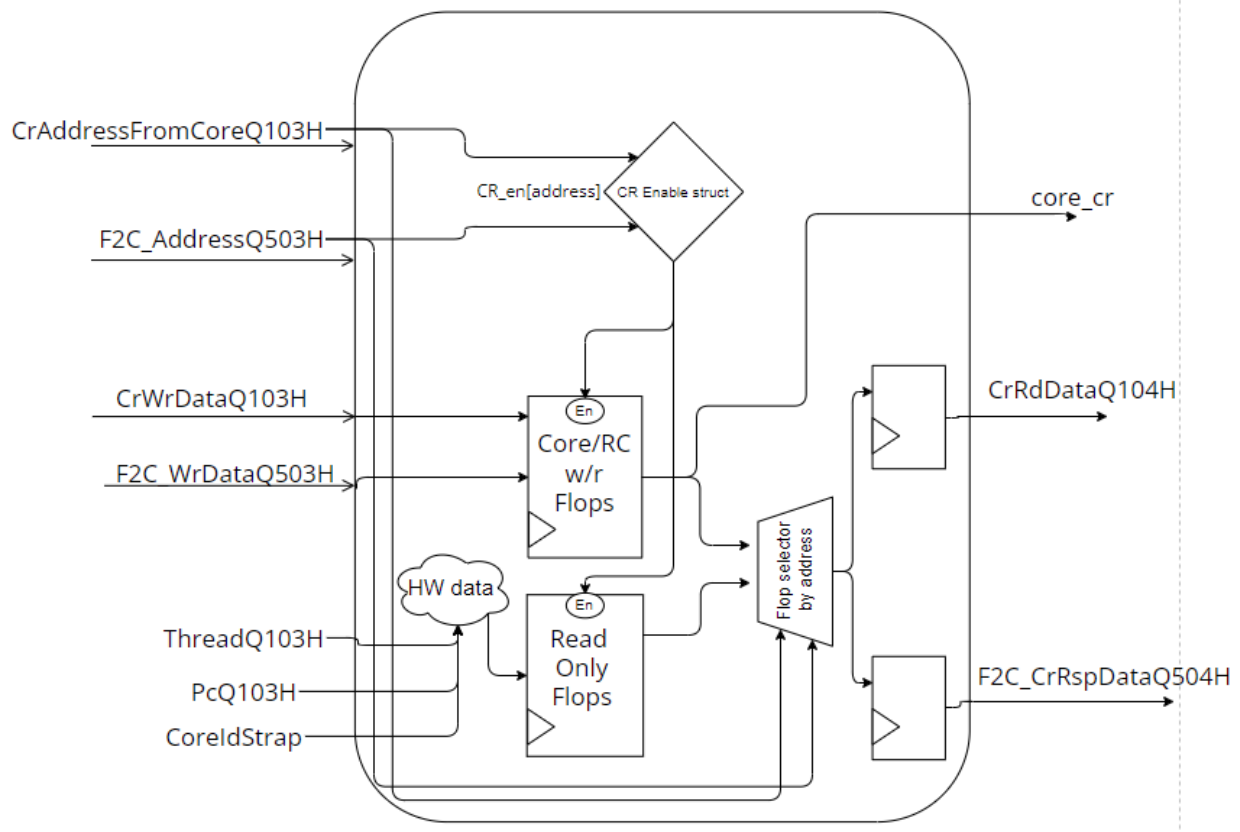 CrAddressFromCoreQ103H
CR_en[address]
CR Enable struct
core_cr
F2C_AddressQ503H
CrWrDataQ103H
F2C_WrDataQ503H
En
Core/RC
w/r
Flops
CrRdDataQ104H
Flop selector
by address
HW data
En
Read
Only
Flops
ThreadQ103H
PcQ103H
CoreIdStrap
F2C_CrRspDataQ504H